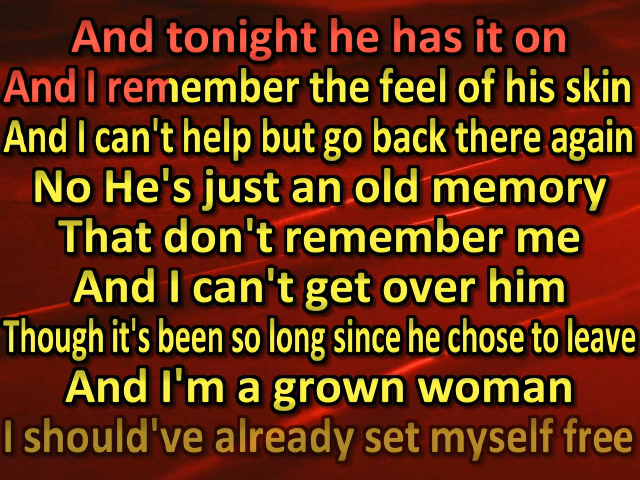 And tonight he has it on
And I remember the feel of his skin
And I can't help but go back there again
No He's just an old memory
That don't remember me
And I can't get over him
Though it's been so long since he chose to leave
And I'm a grown woman
I should've already set myself free